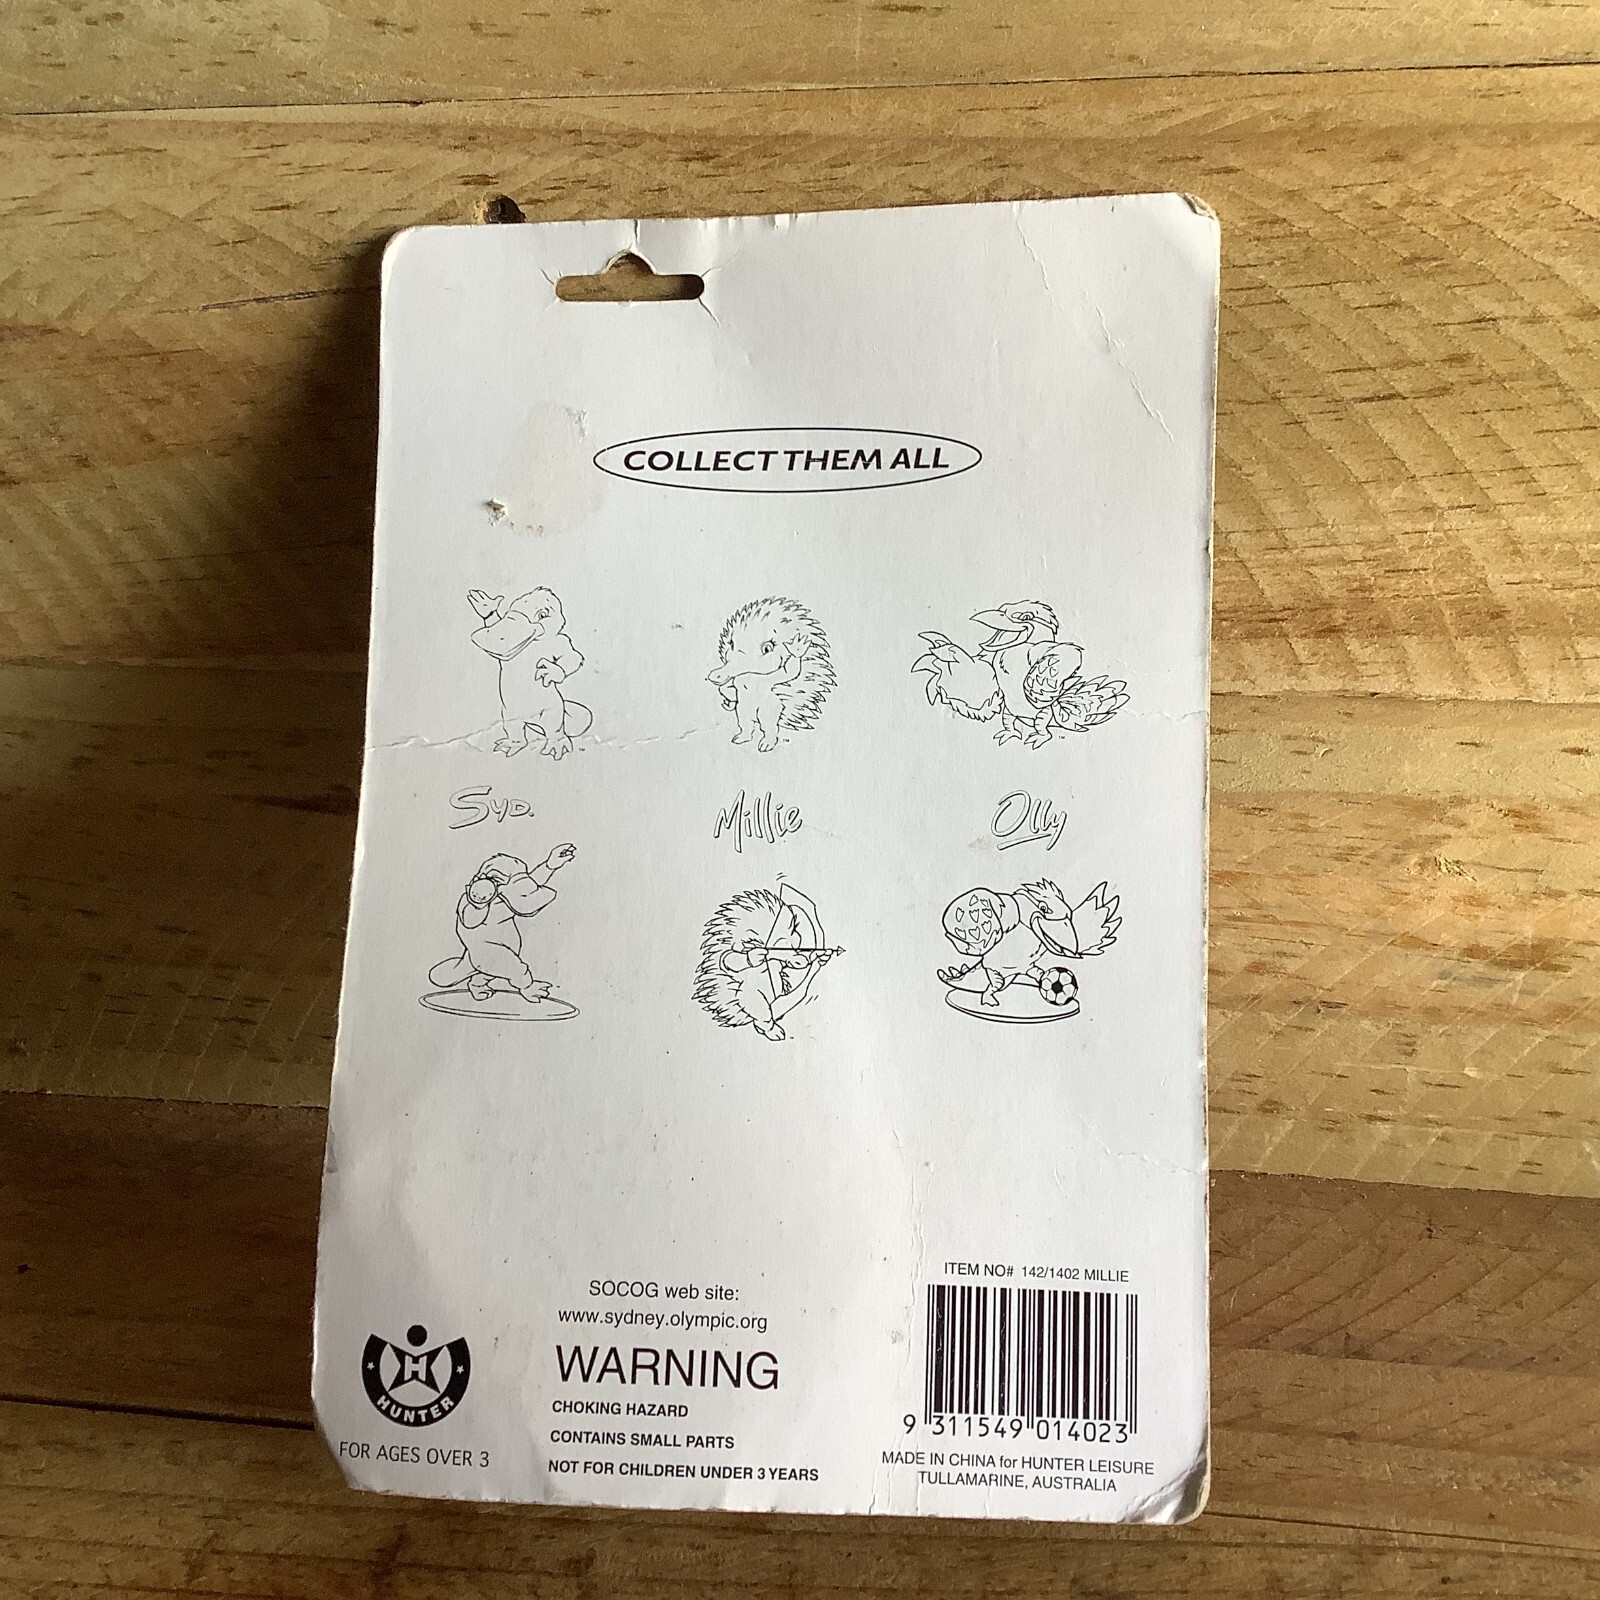 COLLECT THEM ALL
SYD.
Millie
Olly
ITEM NO# 142/1402 MILLIE
SOCOG web site:
www.sydney.olympic.org
WARNING
CHOKING HAZARD
CONTAINS SMALL PARTS
NOT FOR CHILDREN UNDER 3 YEARS
H
HUNTER
FOR AGES OVER 3
9 311549 014023
MADE IN CHINA for HUNTER LEISURE
TULLAMARINE, AUSTRALIA